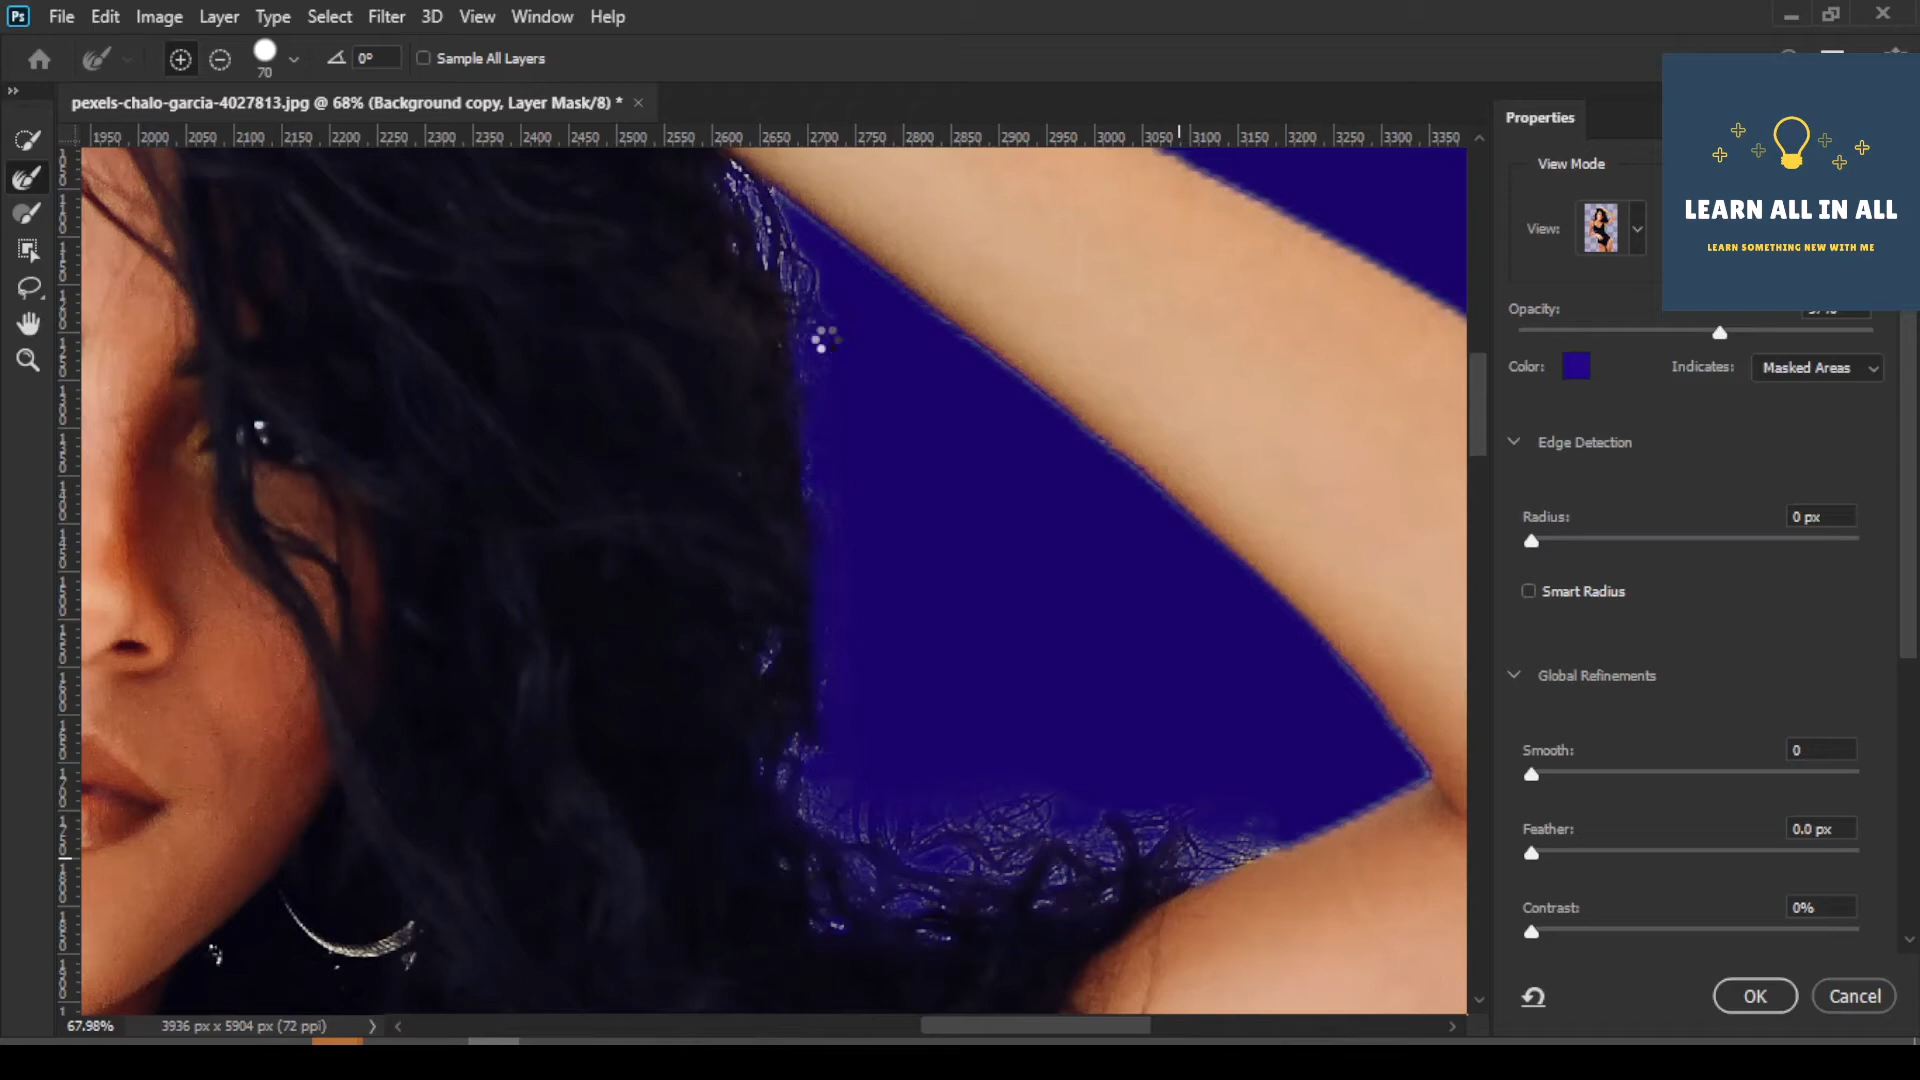 Ps File Edit Image Layer Type Select Filter 3D View Window Help
70 0° Sample All Layers
pexels-chalo-garcia-4027813.jpg @ 68% (Background copy, Layer Mask/8) * ×
1950 2000 2050 2100 2150 2200 2250 2300 2350 2400 2450 2500 2550 2600 2650 2700 2750 2800 2850 2900 2950 3000 3050 3100 3150 3200 3250 3300 3350
Properties
View Mode
View:
LEARN ALL IN ALL
LEARN SOMETHING NEW WITH ME
Opacity:
Color: Indicates: Masked Areas
Edge Detection
Radius: 0 px
Smart Radius
Global Refinements
Smooth: 0
Feather: 0.0 px
Contrast: 0%
OK Cancel
67.98% 3936 px x 5904 px (72 ppi)